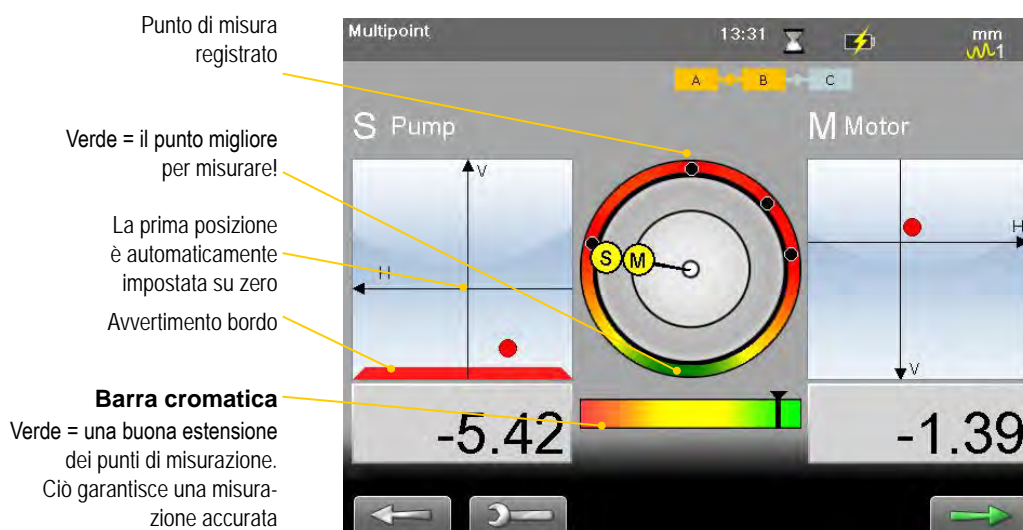 Punto di misura
registrato
Verde = il punto migliore
per misurare!
La prima posizione
è automaticamente
impostata su zero
Avvertimento bordo
Barra cromatica
Verde = una buona estensione
dei punti di misurazione.
Ciò garantisce una misura-
zione accurata
Multipoint 13:31 mm
1
A B C
S Pump M Motor
V
H
S M
H
V
-5.42 -1.39